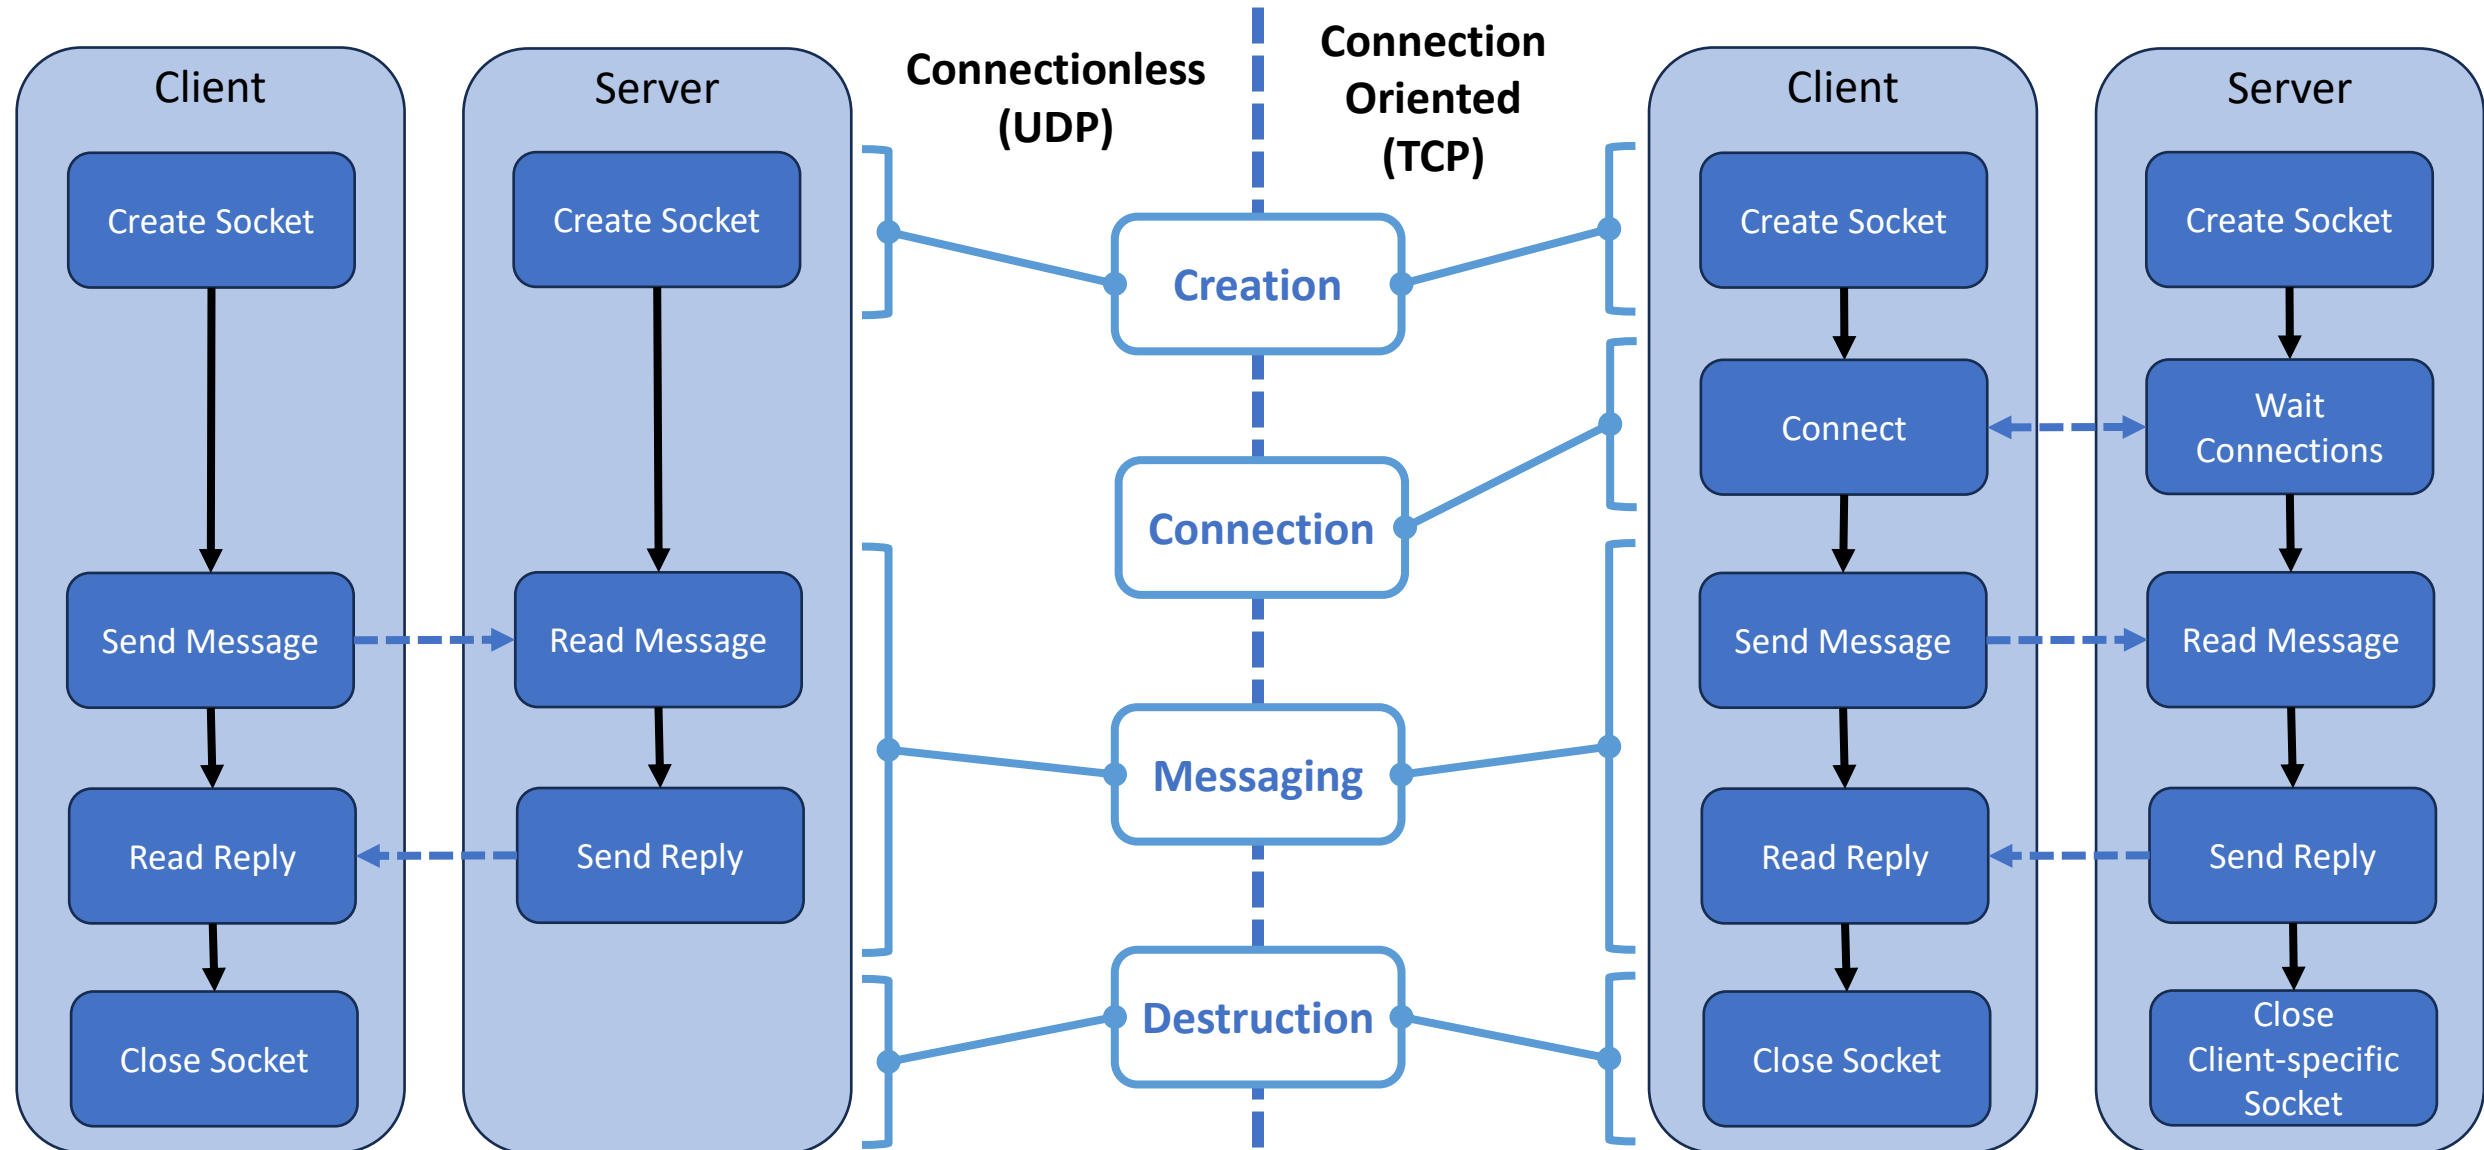 Client
Create Socket
Send Message
Read Reply
Close Socket
Server
Create Socket
Read Message
Send Reply
Connectionless
(UDP)
Connection
Oriented
(TCP)
Creation
Connection
Messaging
Destruction
Client
Create Socket
Connect
Send Message
Read Reply
Close Socket
Server
Create Socket
Wait
Connections
Read Message
Send Reply
Close
Client-specific
Socket